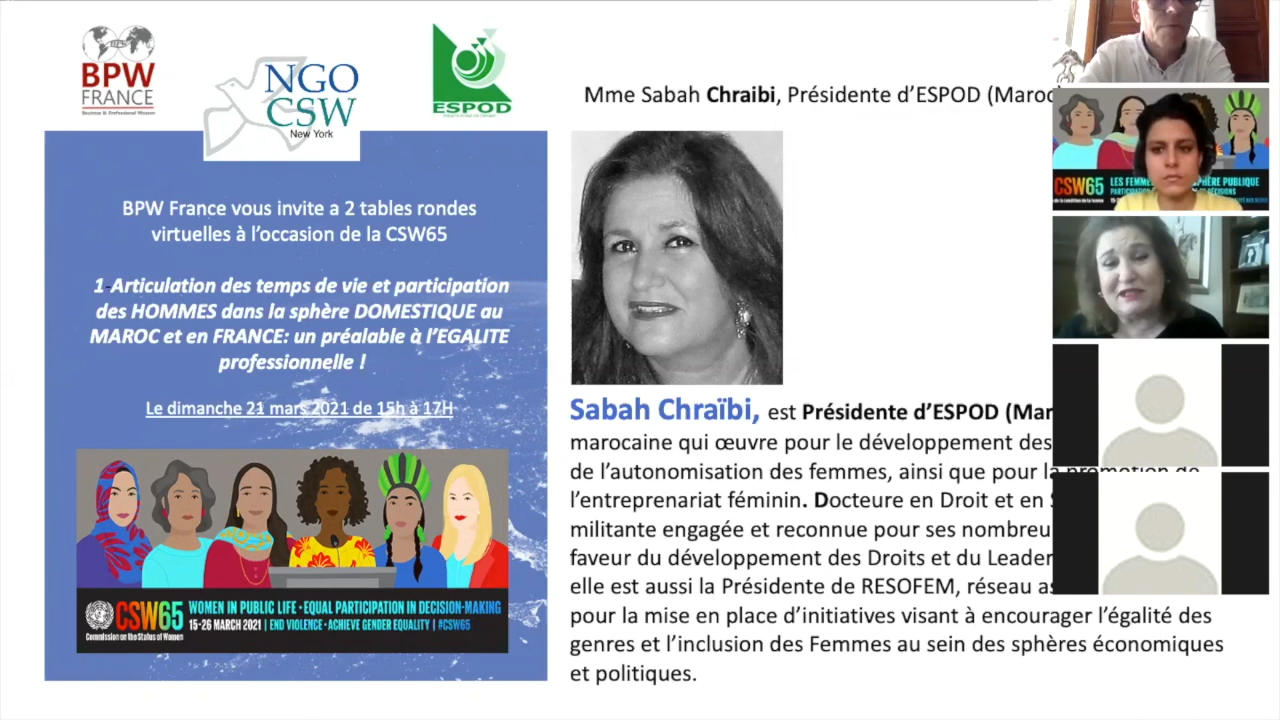 BPW
FRANCE
NGO
CSW
New York
ESPOD
BPW France vous invite a 2 tables rondes
virtuelles à l'occasion de la CSW65
1-Articulation des temps de vie et participation
des HOMMES dans la sphère DOMESTIQUE au
MAROC et en FRANCE: un préalable à l'EGALITE
professionnelle !
Le dimanche 21 mars 2021 de 15h à 17H
CSW65
Commission on the Status of Women
WOMEN IN PUBLIC LIFE • EQUAL PARTICIPATION IN DECISION-MAKING
15-26 MARCH 2021 | END VIOLENCE • ACHIEVE GENDER EQUALITY | #CSW65
Mme Sabah Chraibi, Présidente d'ESPOD (Maroc
Sabah Chraïbi, est Présidente d'ESPOD (Mar
marocaine qui œuvre pour le développement des
de l'autonomisation des femmes, ainsi que pour la promotion de
l'entreprenariat féminin. Docteure en Droit et en
militante engagée et reconnue pour ses nombreu
faveur du développement des Droits et du Leader
elle est aussi la Présidente de RESOFEM, réseau as
pour la mise en place d'initiatives visant à encourager l'égalité des
genres et l'inclusion des Femmes au sein des sphères économiques
et politiques.
CSW65
LES FEMMES SPHÈRE PUBLIQUE